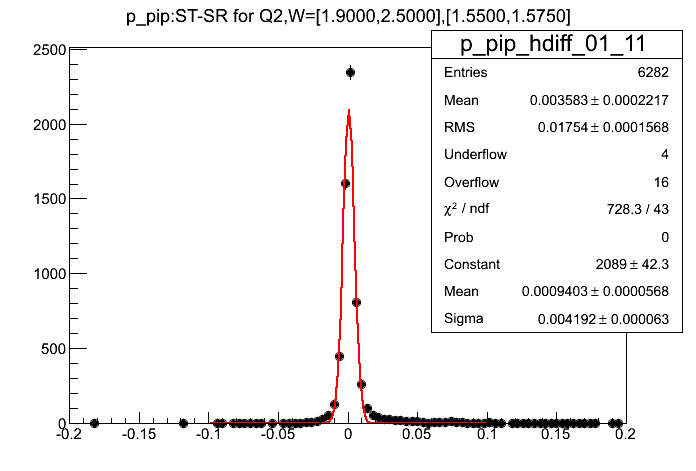 p_pip:ST-SR for Q2,W=[1.9000,2.5000],[1.5500,1.5750]
p_pip_hdiff_01_11
Entries 6282
Mean 0.003583 ± 0.0002217
RMS 0.01754 ± 0.0001568
Underflow 4
Overflow 16
χ² / ndf 728.3 / 43
Prob 0
Constant 2089 ± 42.3
Mean 0.0009403 ± 0.0000568
Sigma 0.004192 ± 0.000063
2500
2000
1500
1000
500
0
-0.2 -0.15 -0.1 -0.05 0 0.05 0.1 0.15 0.2